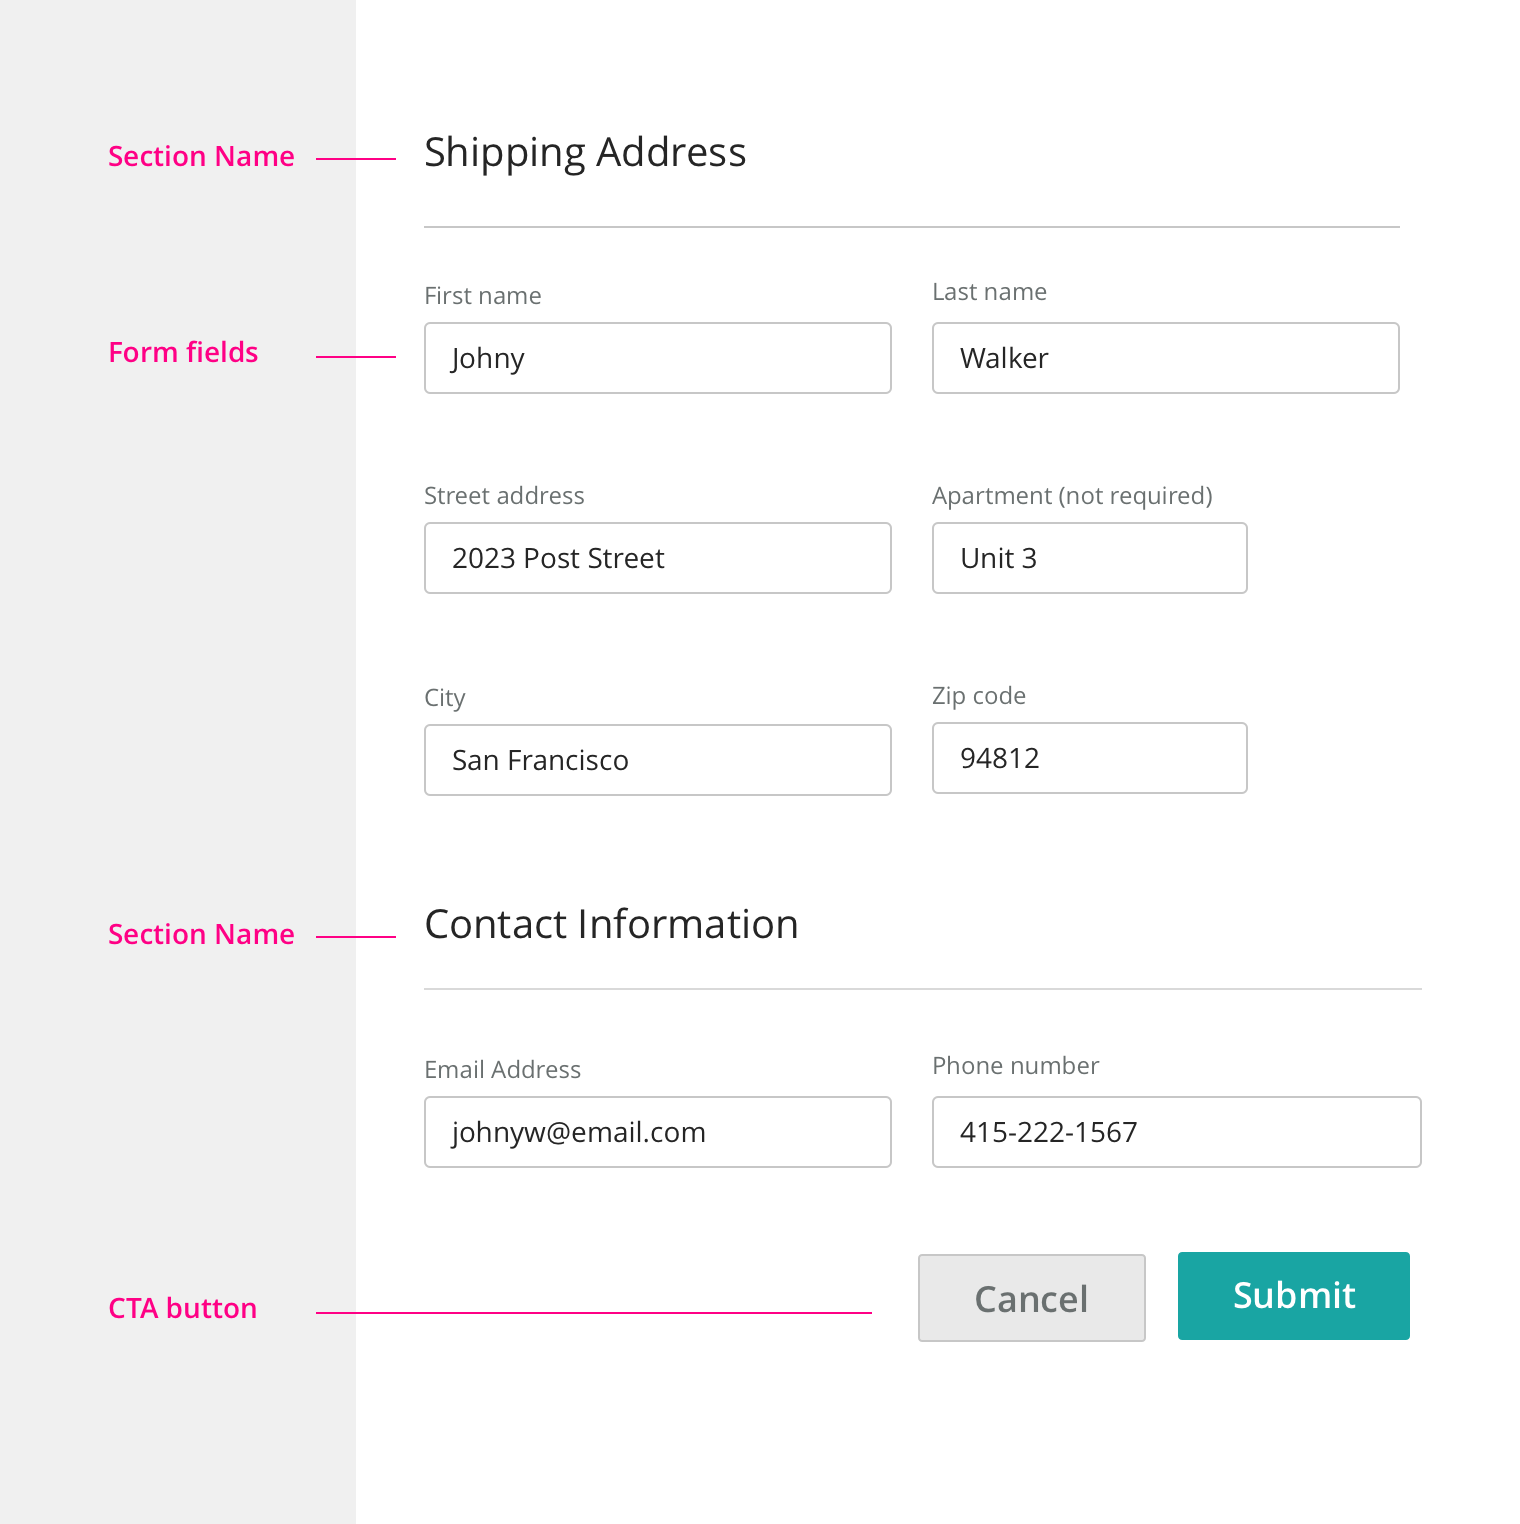 Section Name
Shipping Address
First name
Last name
Form fields
Johny
Walker
Street address
Apartment (not required)
2023 Post Street
Unit 3
City
Zip code
San Francisco
94812
Section Name
Contact Information
Email Address
Phone number
johnyw@email.com
415-222-1567
CTA button
Cancel
Submit